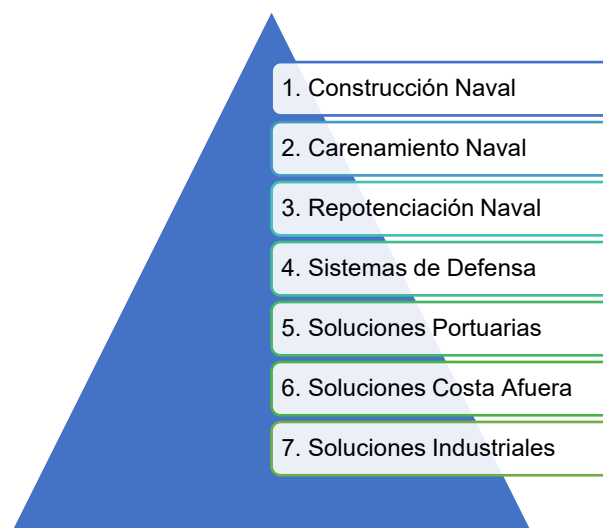 1. Construcción Naval
2. Carenamiento Naval
3. Repotenciación Naval
4. Sistemas de Defensa
5. Soluciones Portuarias
6. Soluciones Costa Afuera
7. Soluciones Industriales